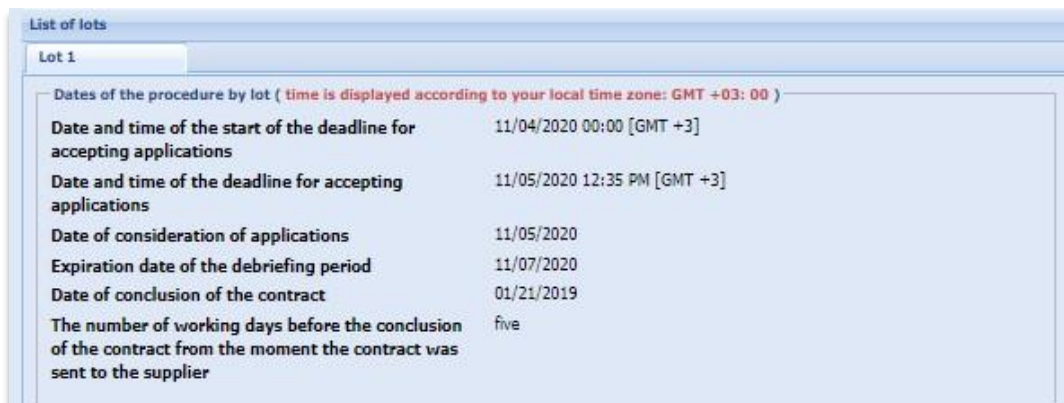 List of lots
Lot 1
Dates of the procedure by lot ( time is displayed according to your local time zone: GMT +03: 00 )
Date and time of the start of the deadline for 11/04/2020 00:00 [GMT +3]
accepting applications
Date and time of the deadline for accepting 11/05/2020 12:35 PM [GMT +3]
applications
Date of consideration of applications 11/05/2020
Expiration date of the debriefing period 11/07/2020
Date of conclusion of the contract 01/21/2019
The number of working days before the conclusion five
of the contract from the moment the contract was
sent to the supplier